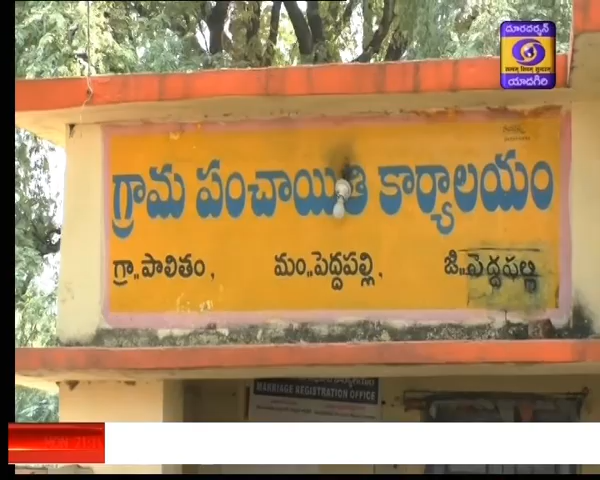 దూరదర్శన్
యాదగిరి
గ్రామ పంచాయితి కార్యాలయం
గ్రా,, పాలితం, మం,,పెద్దపల్లి, జి,,పెద్దపల్లి
MARRIAGE REGISTRATION OFFICE